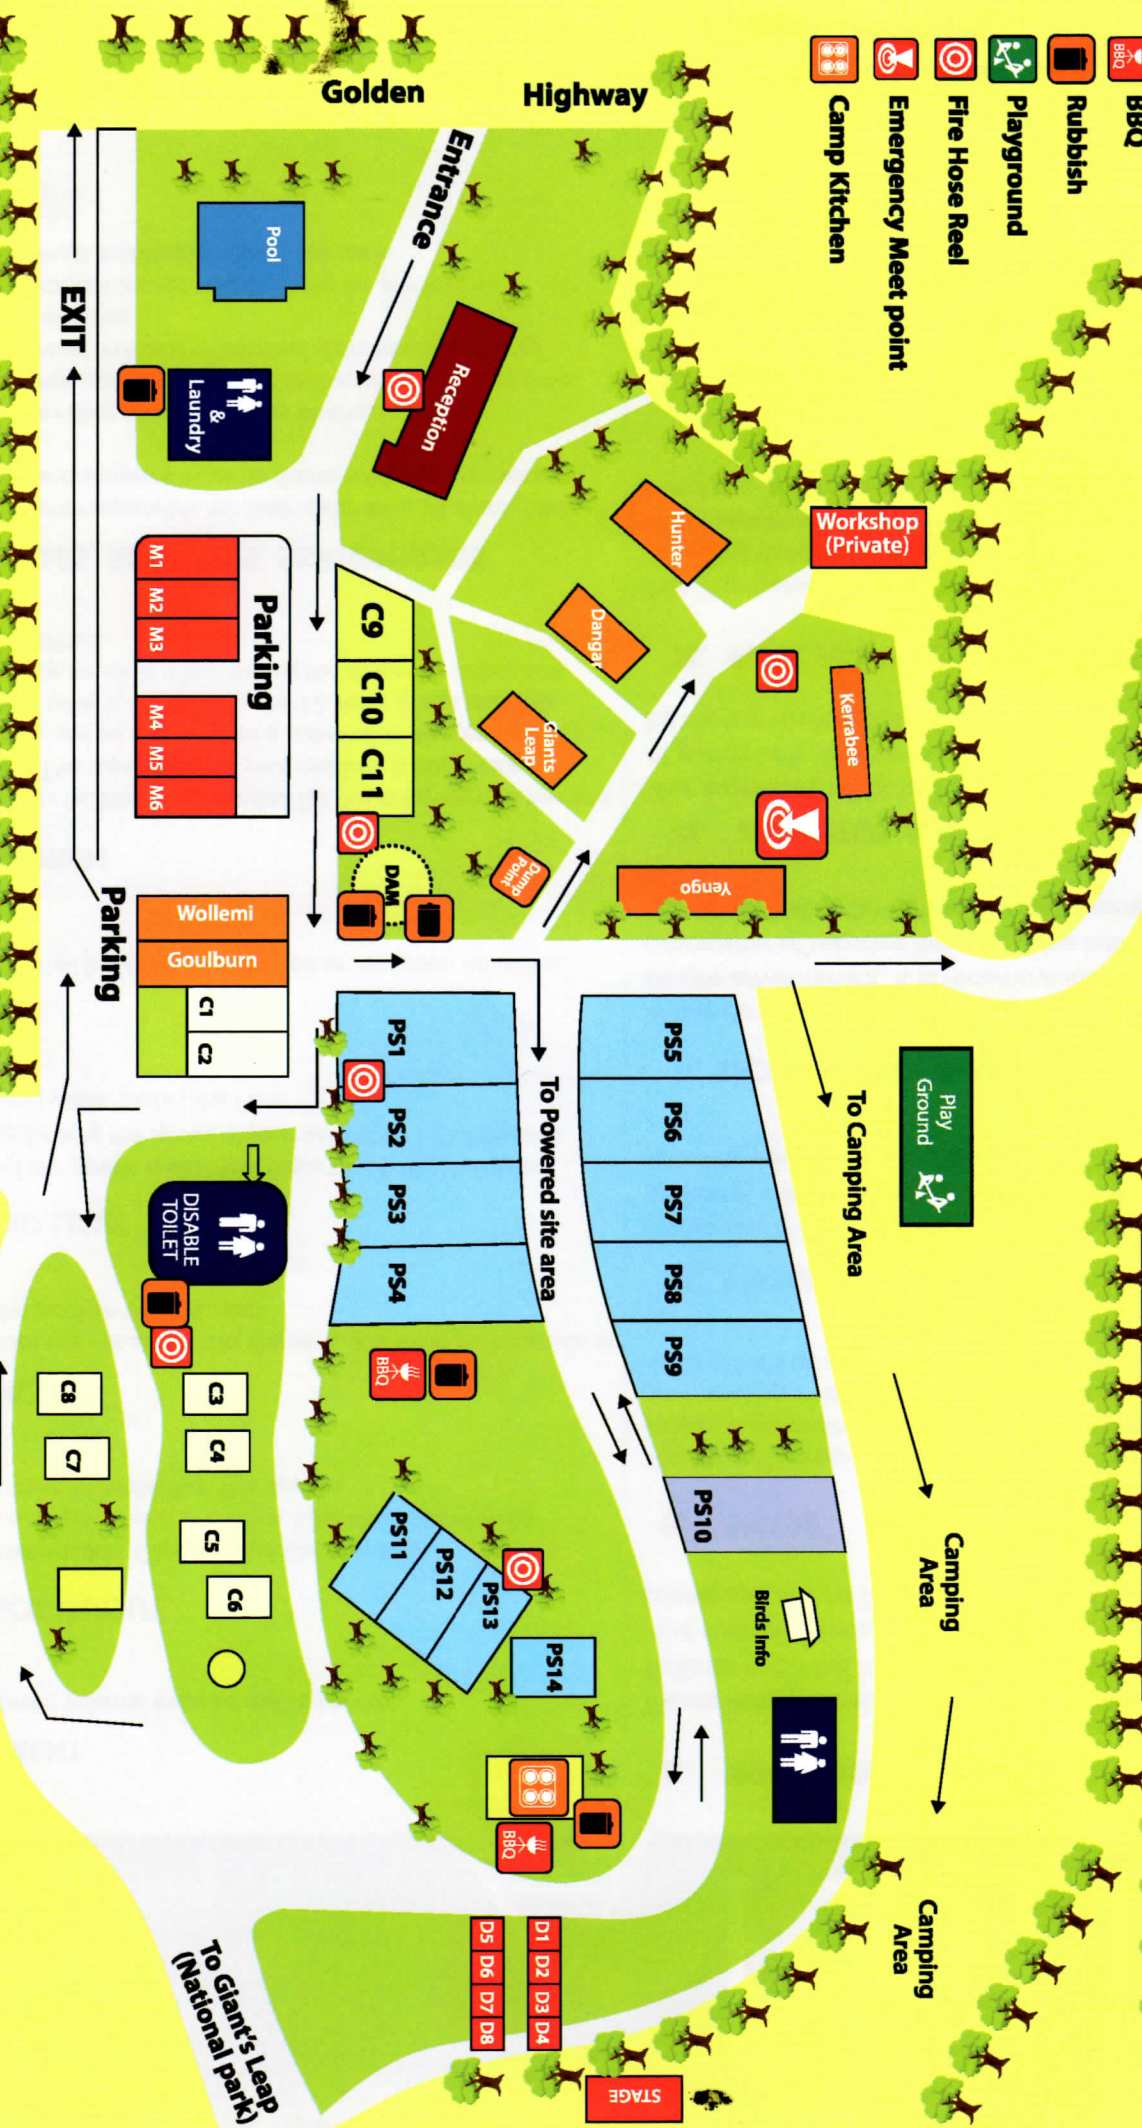 BBQ
Rubbish
Playground
Fire Hose Reel
Emergency Meet point
Camp Kitchen
Golden
Highway
Entrance
EXIT
Pool
Reception
&
Laundry
Workshop
(Private)
Hunter
Dangar
Giants
Leap
Kerrabee
Yengo
Dump
Point
DAM
Parking
M1
M2
M3
M4
M5
M6
C9
C10
C11
Parking
Wollemi
Goulburn
C1
C2
PS1
PS2
PS3
PS4
PS5
PS6
PS7
PS8
PS9
PS10
To Powered site area
To Camping Area
Play
Ground
DISABLE
TOILET
BBQ
C3
C4
C5
C6
C7
C8
PS11
PS12
PS13
PS14
Birds Info
Camping
Area
Camping
Area
BBQ
D1
D2
D3
D4
D5
D6
D7
D8
STAGE
To Giant's Leap
(National park)